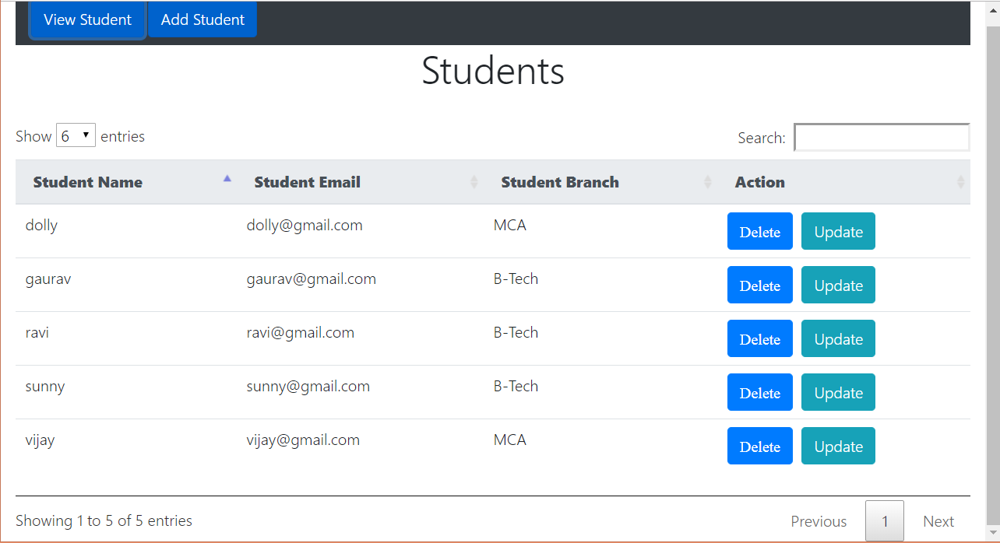 View Student Add Student
Students
Show 6 entries Search:
Student Name Student Email Student Branch Action
dolly dolly@gmail.com MCA Delete Update
gaurav gaurav@gmail.com B-Tech Delete Update
ravi ravi@gmail.com B-Tech Delete Update
sunny sunny@gmail.com B-Tech Delete Update
vijay vijay@gmail.com MCA Delete Update
Showing 1 to 5 of 5 entries Previous 1 Next